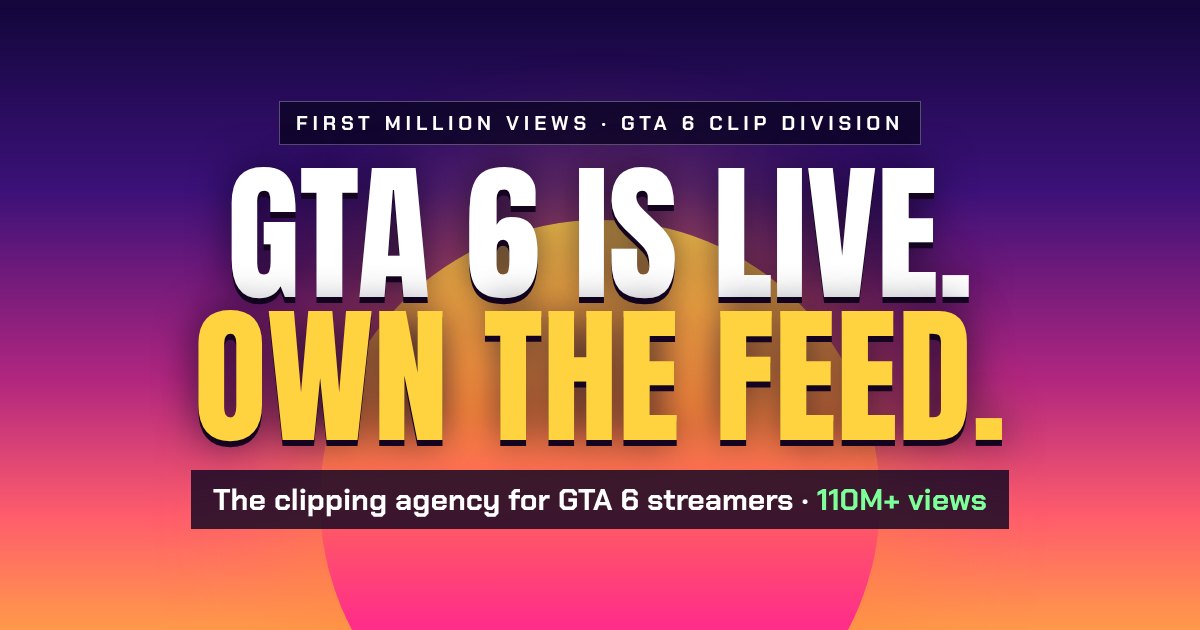 FIRST MILLION VIEWS · GTA 6 CLIP DIVISION
GTA 6 IS LIVE.
OWN THE FEED.
The clipping agency for GTA 6 streamers · 110M+ views